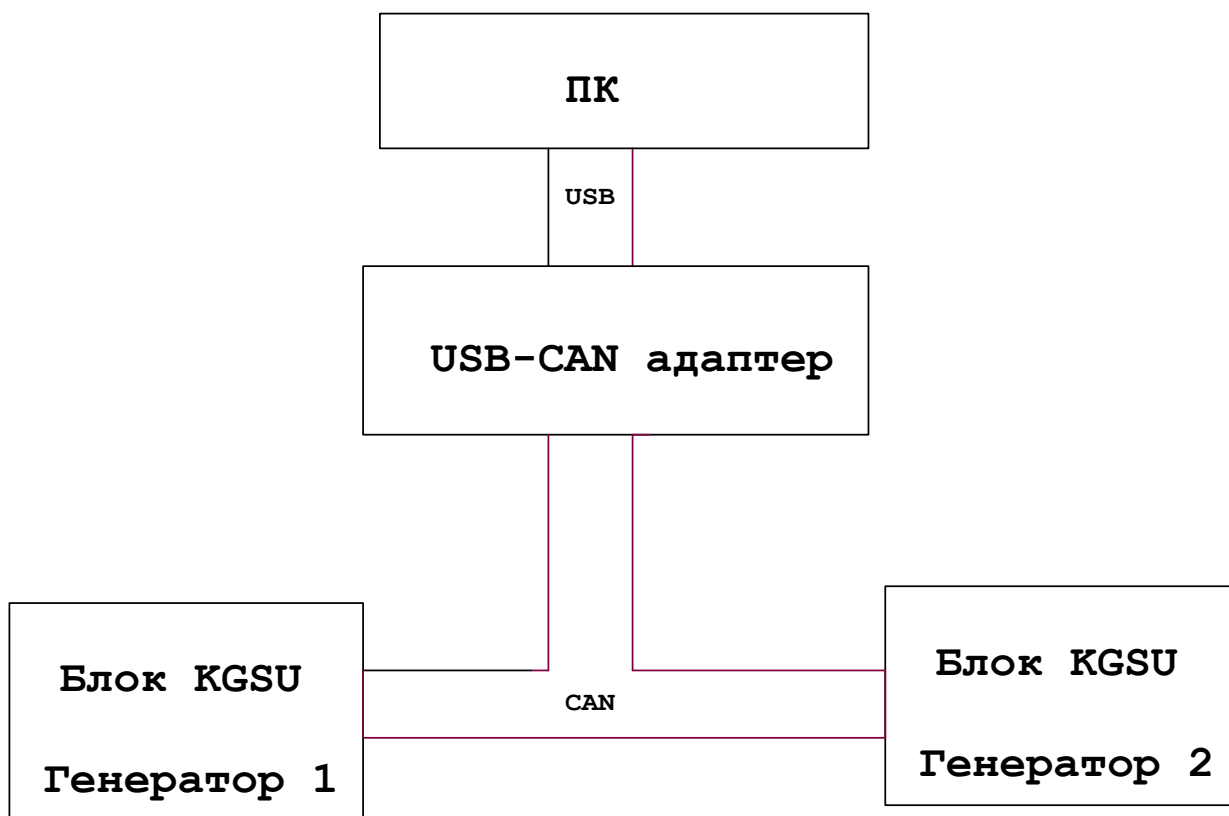 ПК
USB
USB-CAN адаптер
Блок KGSU
Генератор 1
CAN
Блок KGSU
Генератор 2